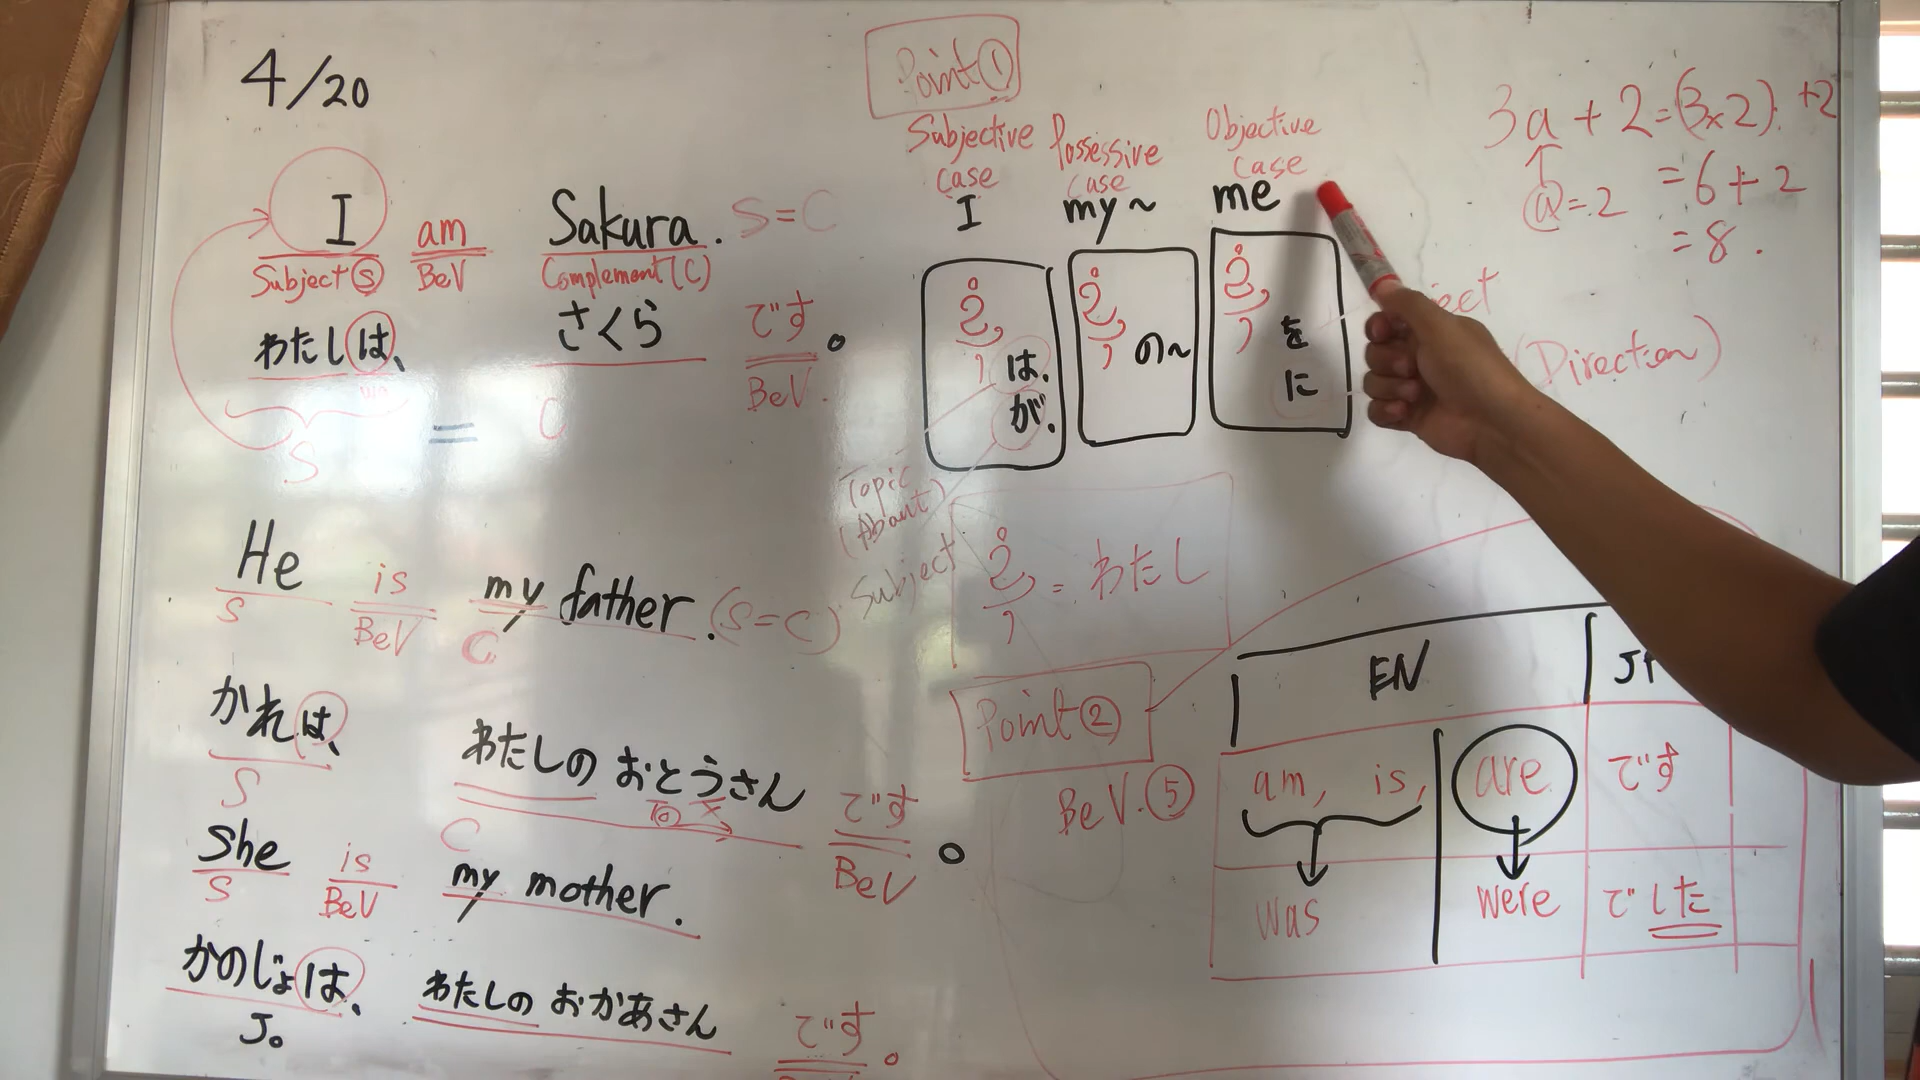 4/20
I am Sakura. S=C
Subject(S) BeV Complement(C)
わたしは、 さくら です。
BeV.
S = C
He is my father. (S=C)
S BeV C
かれは、 わたしの おとうさん です。
S C BeV
She is my mother.
S BeV
かのじょは、 わたしの おかあさん です。
Point①
Subjective case Possessive case Objective case
I my~ me
は、 の~ を
が、 に
(Direction)
Topic
(About)
Subject
= わたし
3a + 2 = (3×2) + 2
a = 2
= 6 + 2
= 8.
Point②
BeV. ⑤
EN
am, is, are です
was were でした